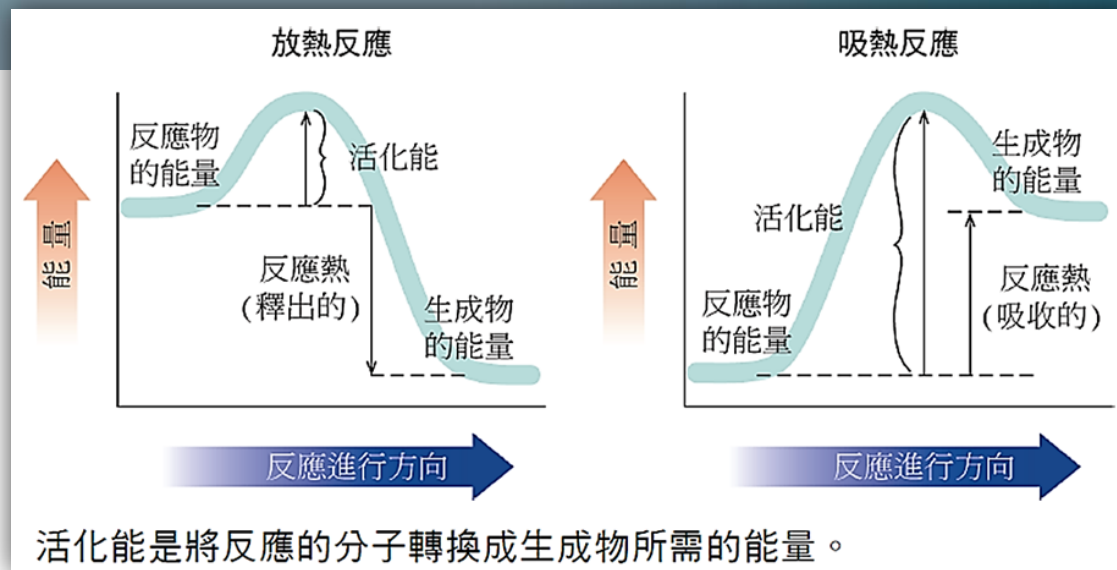 放熱反應
能量
反應物
的能量
活化能
反應熱
(釋出的)
生成物
的能量
反應進行方向
吸熱反應
能量
反應物
的能量
活化能
生成物
的能量
反應熱
(吸收的)
反應進行方向
活化能是將反應的分子轉換成生成物所需的能量。